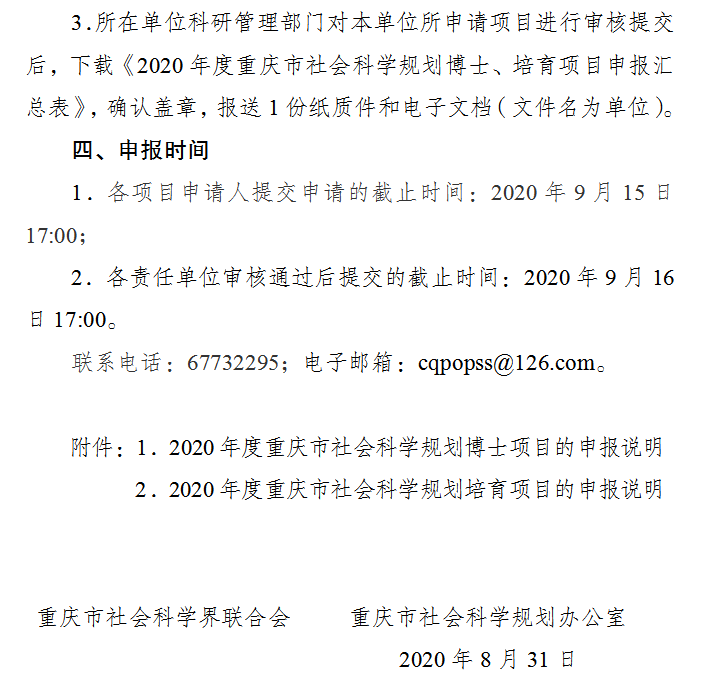 3.所在单位科研管理部门对本单位所申请项目进行审核提交
后，下载《2020 年度重庆市社会科学规划博士、培育项目申报汇
总表》，确认盖章，报送 1 份纸质件和电子文档（文件名为单位）。
四、申报时间
1．各项目申请人提交申请的截止时间：2020 年 9 月 15 日
17:00；
2．各责任单位审核通过后提交的截止时间：2020 年 9 月 16
日 17:00。
联系电话：67732295；电子邮箱：cqpopss@126.com。
附件：1．2020 年度重庆市社会科学规划博士项目的申报说明
2．2020 年度重庆市社会科学规划培育项目的申报说明
重庆市社会科学界联合会 重庆市社会科学规划办公室
2020 年 8 月 31 日